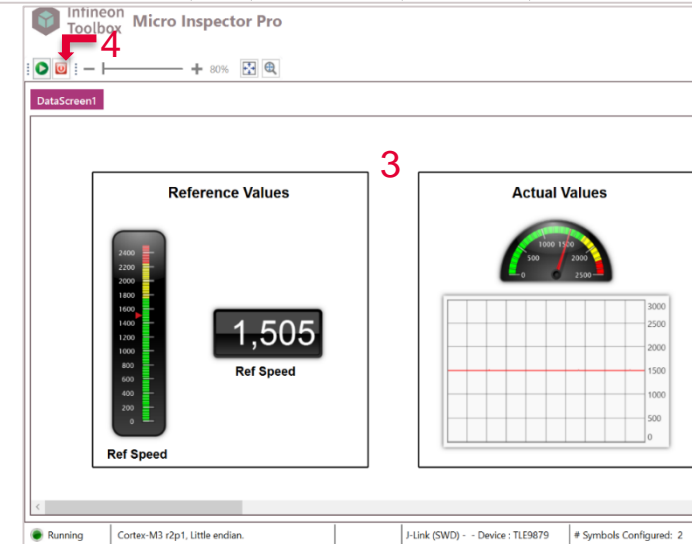 Infineon
Toolbox
Micro Inspector Pro
4
80%
DataScreen1
3
Reference Values
Actual Values
2400
2200
2000
1800
1600
1400
1200
1000
800
600
400
200
0
Ref Speed
1,505
Ref Speed
0
500
1000
1500
2000
2500
3000
2500
2000
1500
1000
500
0
Running
Cortex-M3 r2p1, Little endian.
J-Link (SWD) - - Device : TLE9879
# Symbols Configured: 2